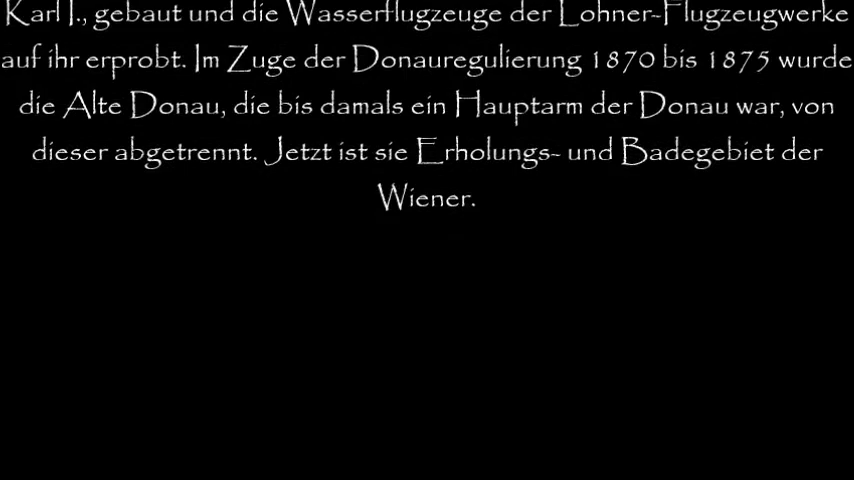 Karl I., gebaut und die Wasserflugzeuge der Lohner-Flugzeugwerke
auf ihr erprobt. Im Zuge der Donauregulierung 1870 bis 1875 wurde
die Alte Donau, die bis damals ein Hauptarm der Donau war, von
dieser abgetrennt. Jetzt ist sie Erholungs- und Badegebiet der
Wiener.